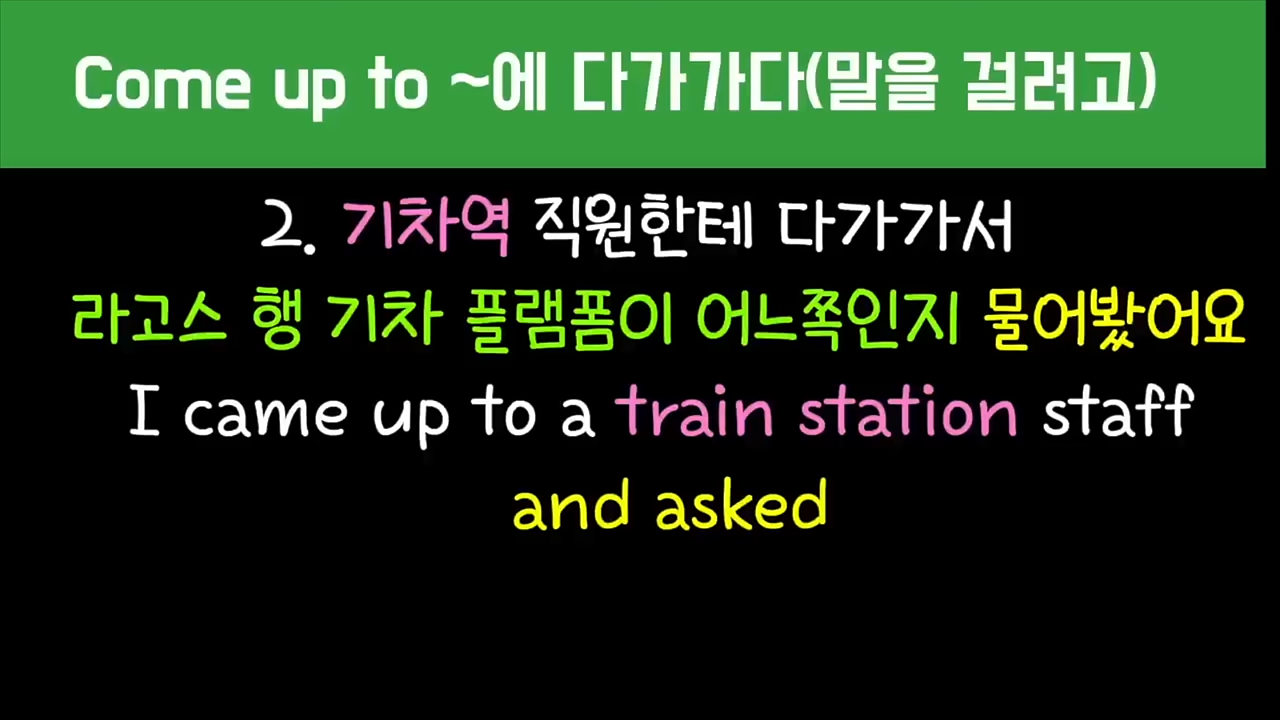 Come up to ~에 다가가다(말을 걸려고)
2. 기차역 직원한테 다가가서
라고스 행 기차 플램폼이 어느쪽인지 물어봤어요
I came up to a train station staff
and asked